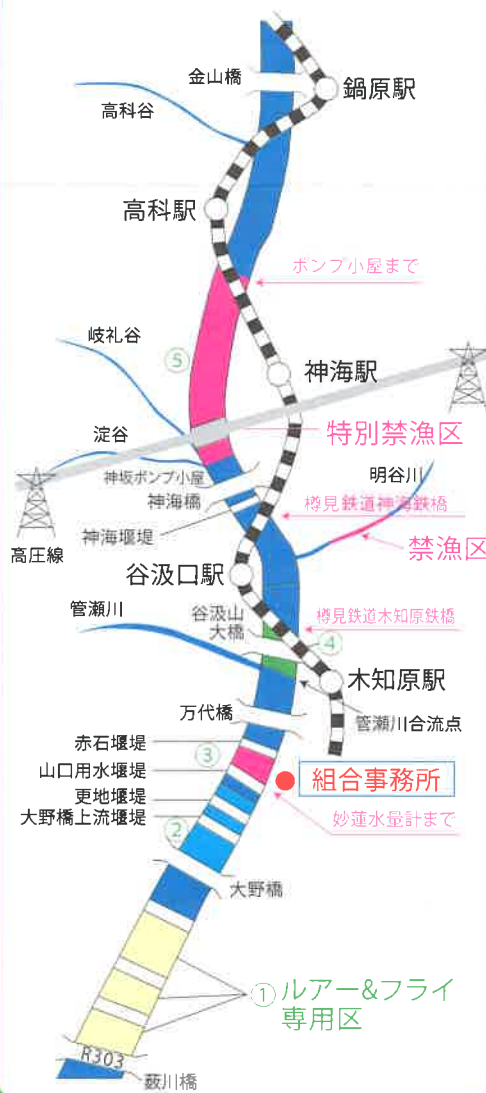 金山橋
鍋原駅
高科谷
高科駅
ポンプ小屋まで
岐礼谷
⑤
神海駅
特別禁漁区
淀谷
神坂ポンプ小屋
明谷川
神海橋
樽見鉄道神海鉄橋
高圧線
神海堰堤
禁漁区
谷汲口駅
管瀬川
谷汲山
大橋
樽見鉄道木知原鉄橋
④
木知原駅
万代橋
管瀬川合流点
赤石堰堤
③
山口用水堰堤
組合事務所
更地堰堤
大野橋上流堰堤
妙蓮水量計まで
②
大野橋
①ルアー&フライ
専用区
R303
薮川橋